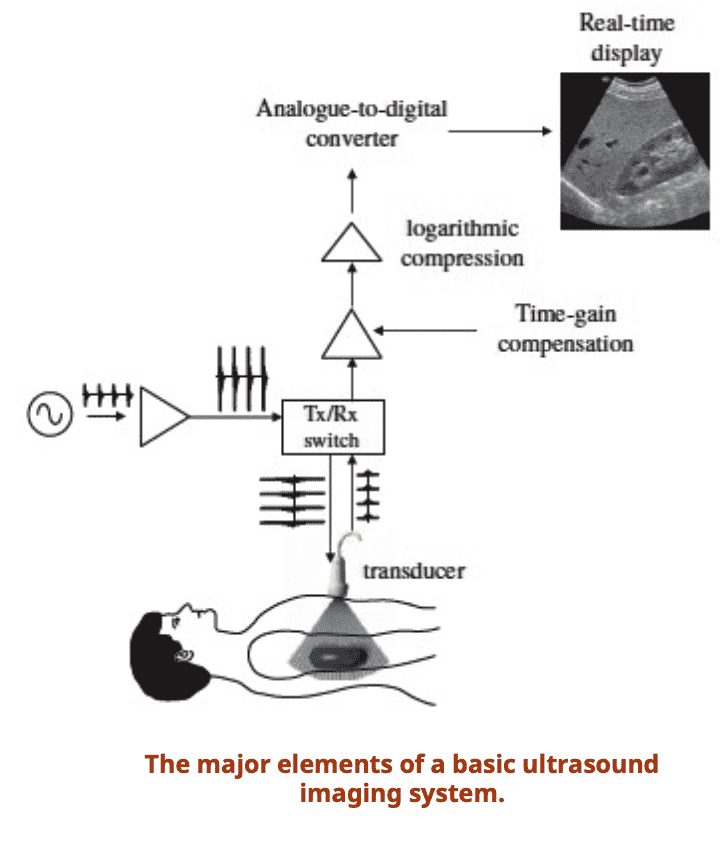 Real-time
display
Analogue-to-digital
converter
logarithmic
compression
Time-gain
compensation
Tx/Rx
switch
transducer
The major elements of a basic ultrasound
imaging system.